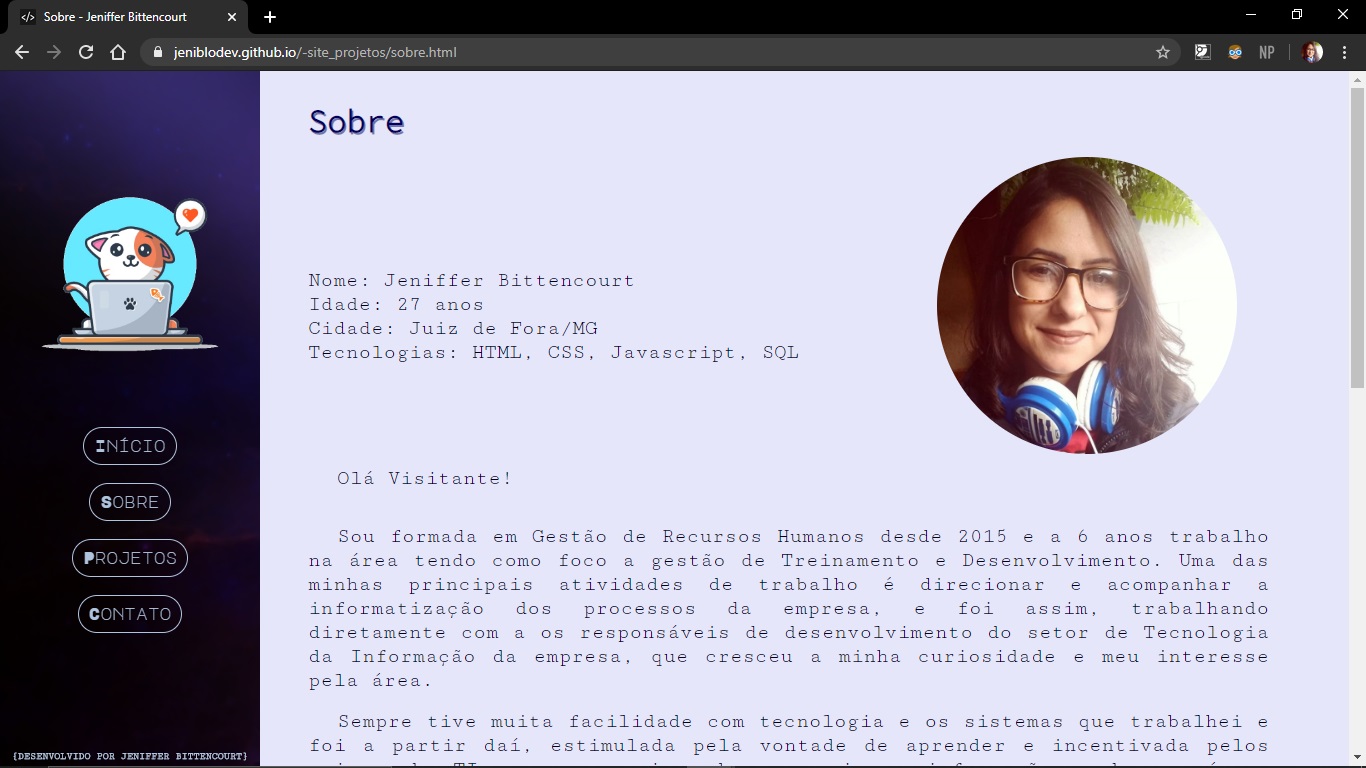 Sobre - Jeniffer Bittencourt
jeniblodev.github.io/-site_projetos/sobre.html
NP
Sobre
Nome: Jeniffer Bittencourt
Idade: 27 anos
Cidade: Juiz de Fora/MG
Tecnologias: HTML, CSS, Javascript, SQL
INÍCIO
SOBRE
PROJETOS
CONTATO
{DESENVOLVIDO POR JENIFFER BITTENCOURT}
Olá Visitante!
Sou formada em Gestão de Recursos Humanos desde 2015 e a 6 anos trabalho
na área tendo como foco a gestão de Treinamento e Desenvolvimento. Uma das
minhas principais atividades de trabalho é direcionar e acompanhar a
informatização dos processos da empresa, e foi assim, trabalhando
diretamente com a os responsáveis de desenvolvimento do setor de Tecnologia
da Informação da empresa, que cresceu a minha curiosidade e meu interesse
pela área.
Sempre tive muita facilidade com tecnologia e os sistemas que trabalhei e
foi a partir daí, estimulada pela vontade de aprender e incentivada pelos